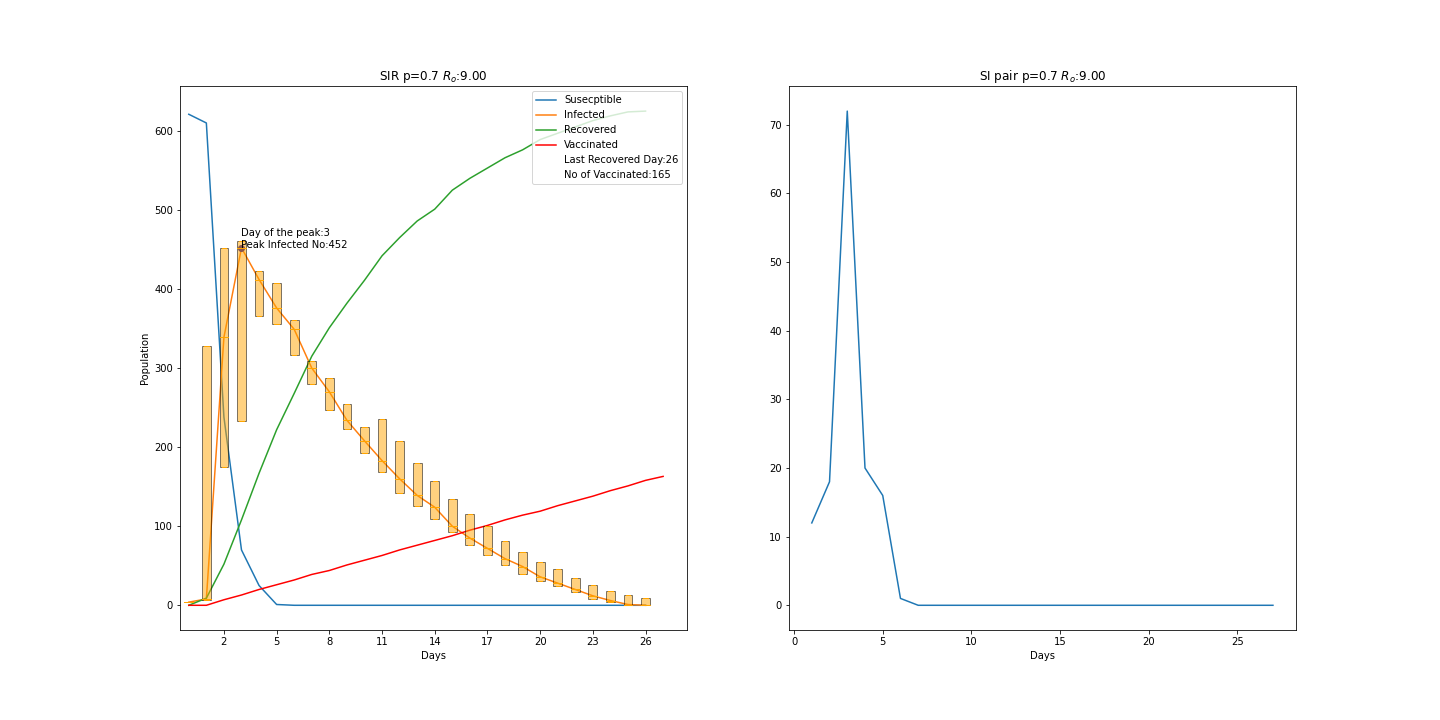 SIR p=0.7 Rₒ:9.00
Susecptible
Infected
Recovered
Vaccinated
Last Recovered Day:26
No of Vaccinated:165
Day of the peak:3
Peak Infected No:452
600
500
400
300
200
100
0
Population
2 5 8 11 14 17 20 23 26
Days
SI pair p=0.7 Rₒ:9.00
70
60
50
40
30
20
10
0
0 5 10 15 20 25
Days